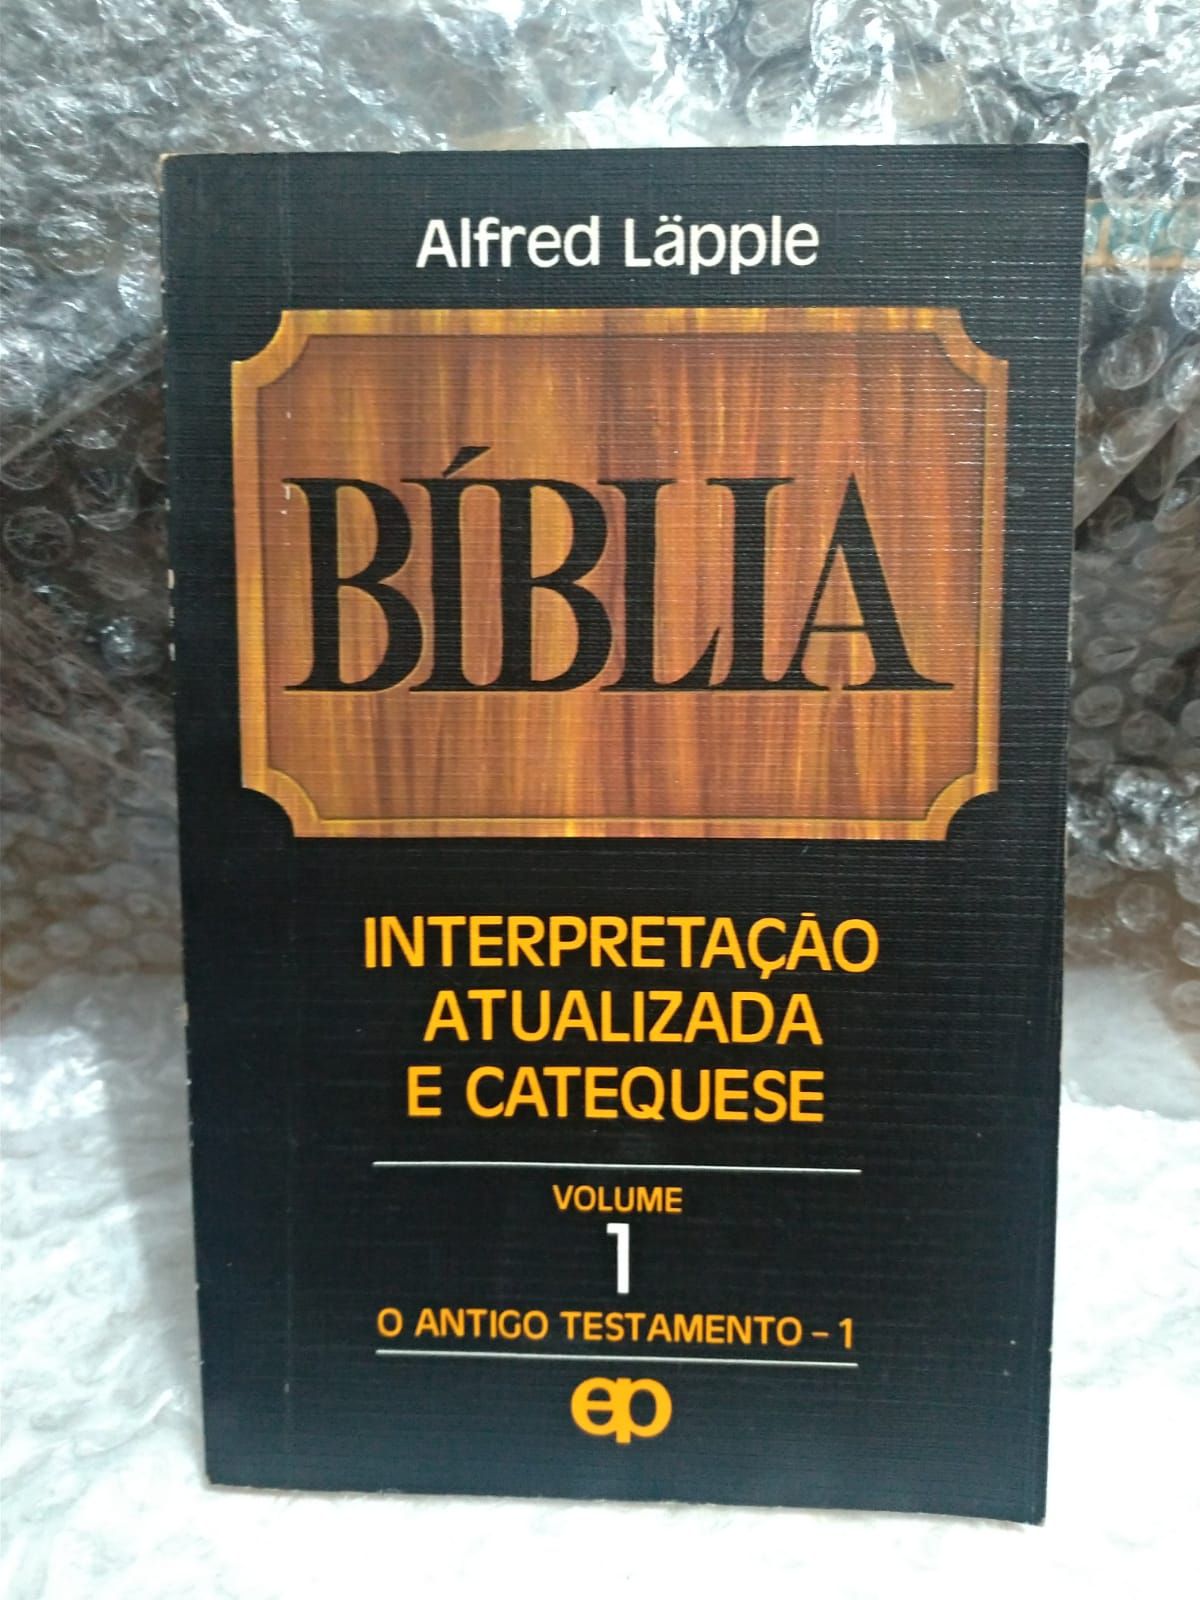 Alfred Läpple
BÍBLIA
INTERPRETAÇÃO
ATUALIZADA
E CATEQUESE
VOLUME
1
O ANTIGO TESTAMENTO - 1
ep